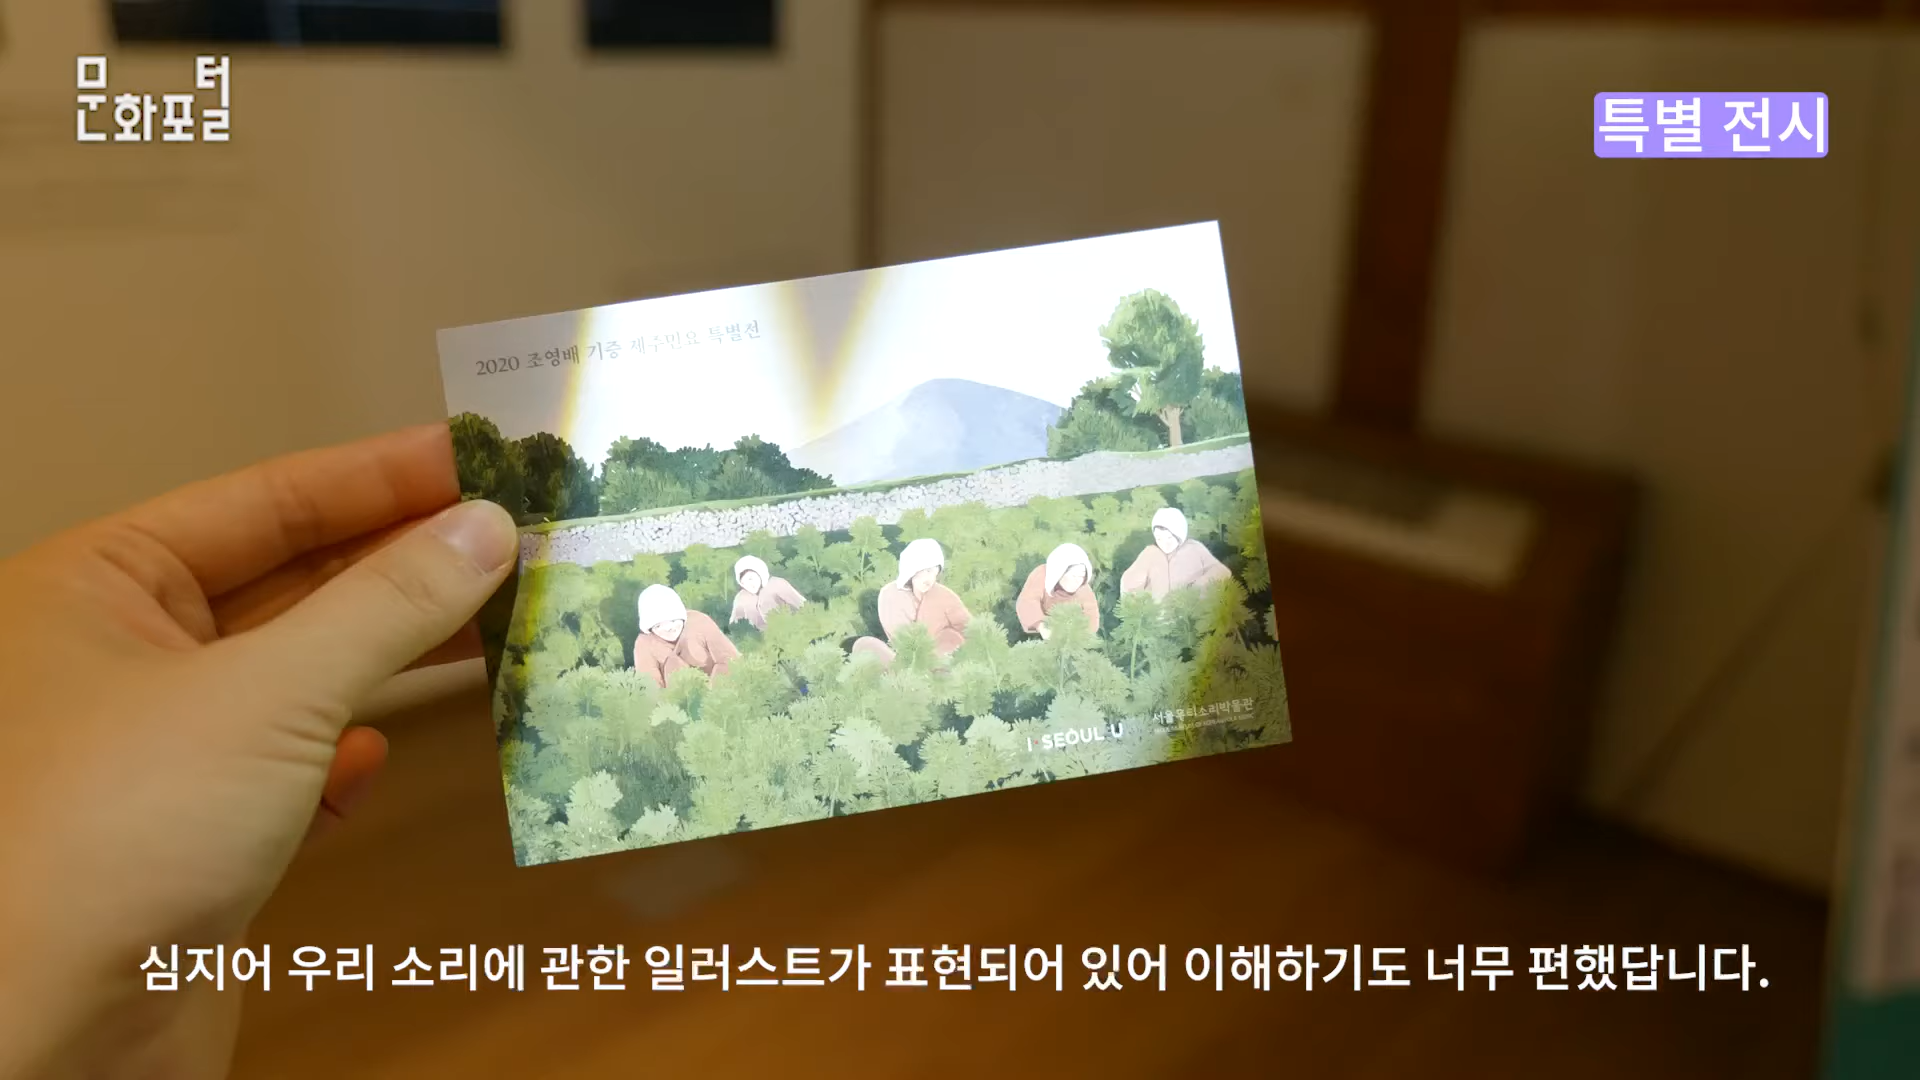 문화포털
특별 전시
2020 조영배 기증 제주민요 특별전
I·SEOUL·U
서울우리소리박물관
심지어 우리 소리에 관한 일러스트가 표현되어 있어 이해하기도 너무 편했답니다.